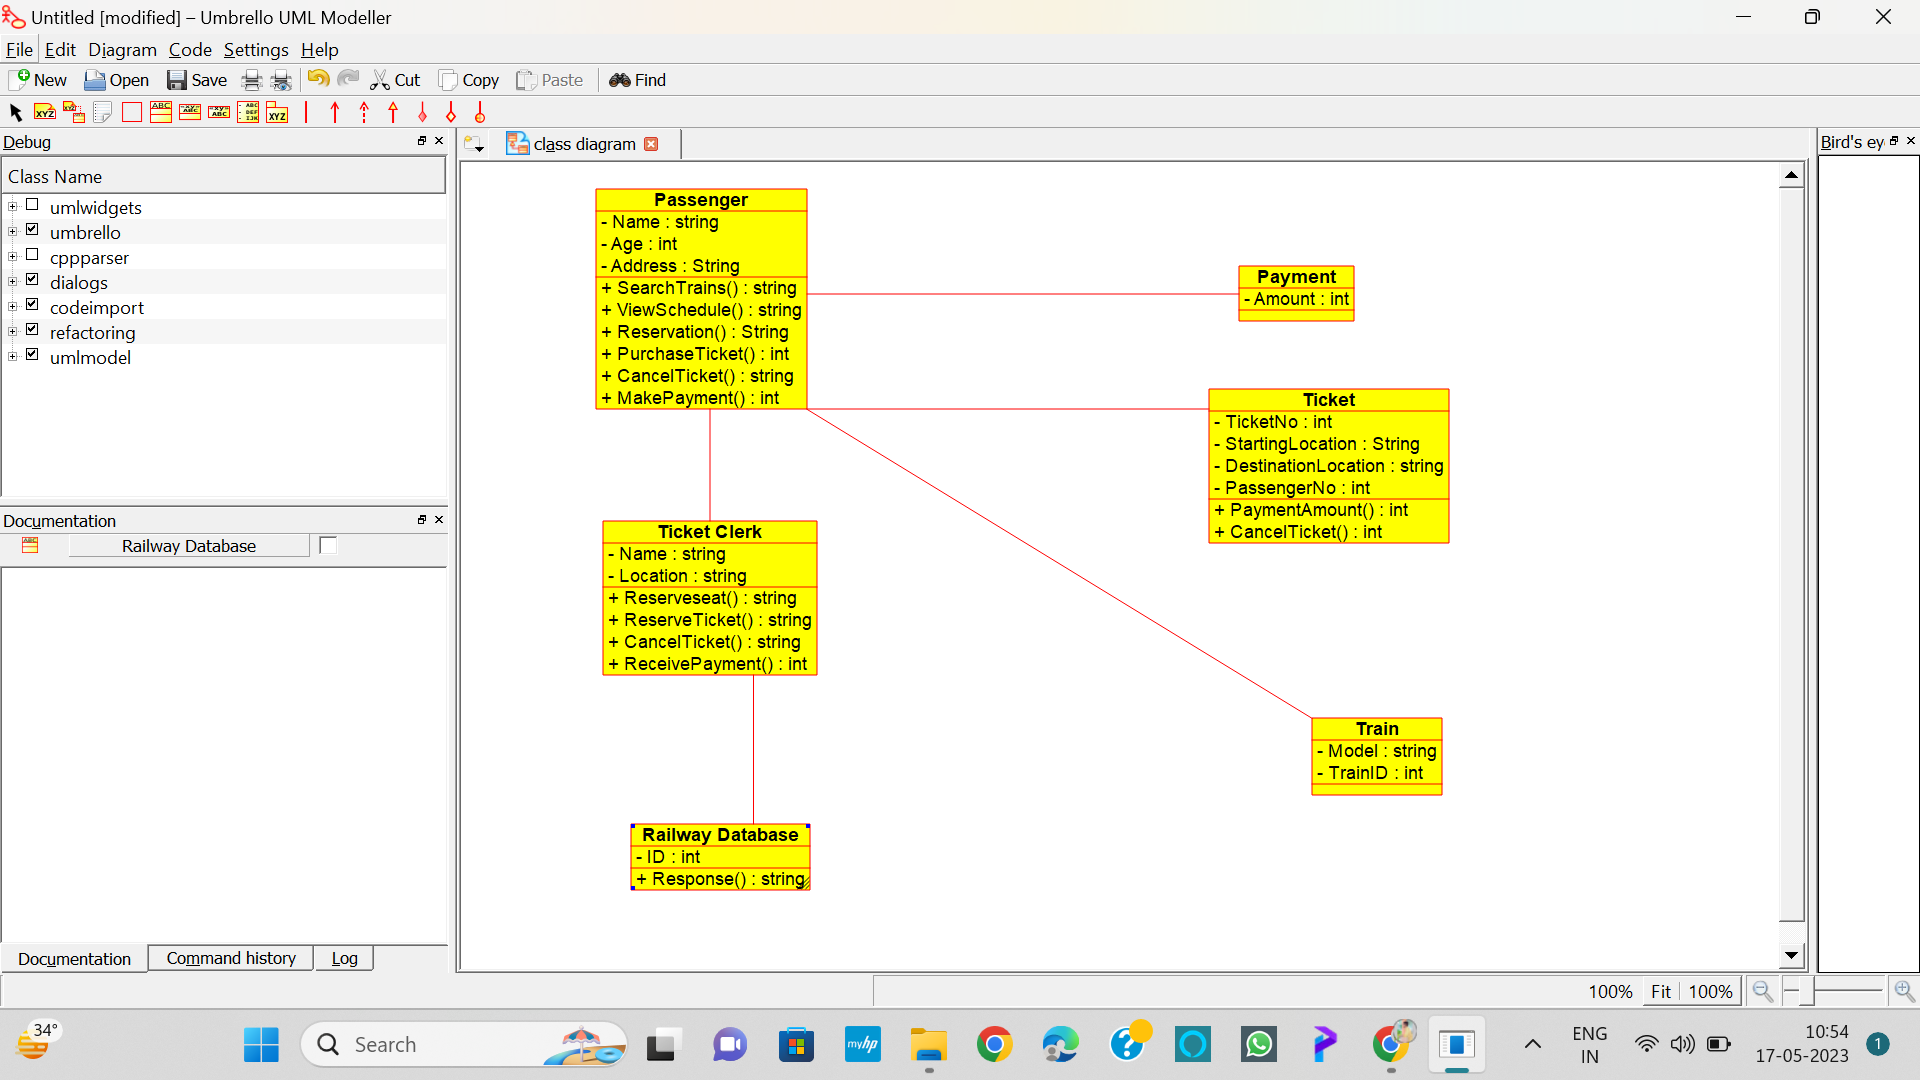 Untitled [modified] – Umbrello UML Modeller
File Edit Diagram Code Settings Help
New Open Save Cut Copy Paste Find
Debug
Class Name
umlwidgets
umbrello
cppparser
dialogs
codeimport
refactoring
umlmodel
Documentation
Railway Database
Documentation Command history Log
class diagram
Bird's ey
Passenger
- Name : string
- Age : int
- Address : String
+ SearchTrains() : string
+ ViewSchedule() : string
+ Reservation() : String
+ PurchaseTicket() : int
+ CancelTicket() : string
+ MakePayment() : int
Payment
- Amount : int
Ticket
- TicketNo : int
- StartingLocation : String
- DestinationLocation : string
- PassengerNo : int
+ PaymentAmount() : int
+ CancelTicket() : int
Ticket Clerk
- Name : string
- Location : string
+ Reserveseat() : string
+ ReserveTicket() : string
+ CancelTicket() : string
+ ReceivePayment() : int
Train
- Model : string
- TrainID : int
Railway Database
- ID : int
+ Response() : string
100% Fit 100%
34°
Search
myhp
ENG
IN
10:54
17-05-2023
1